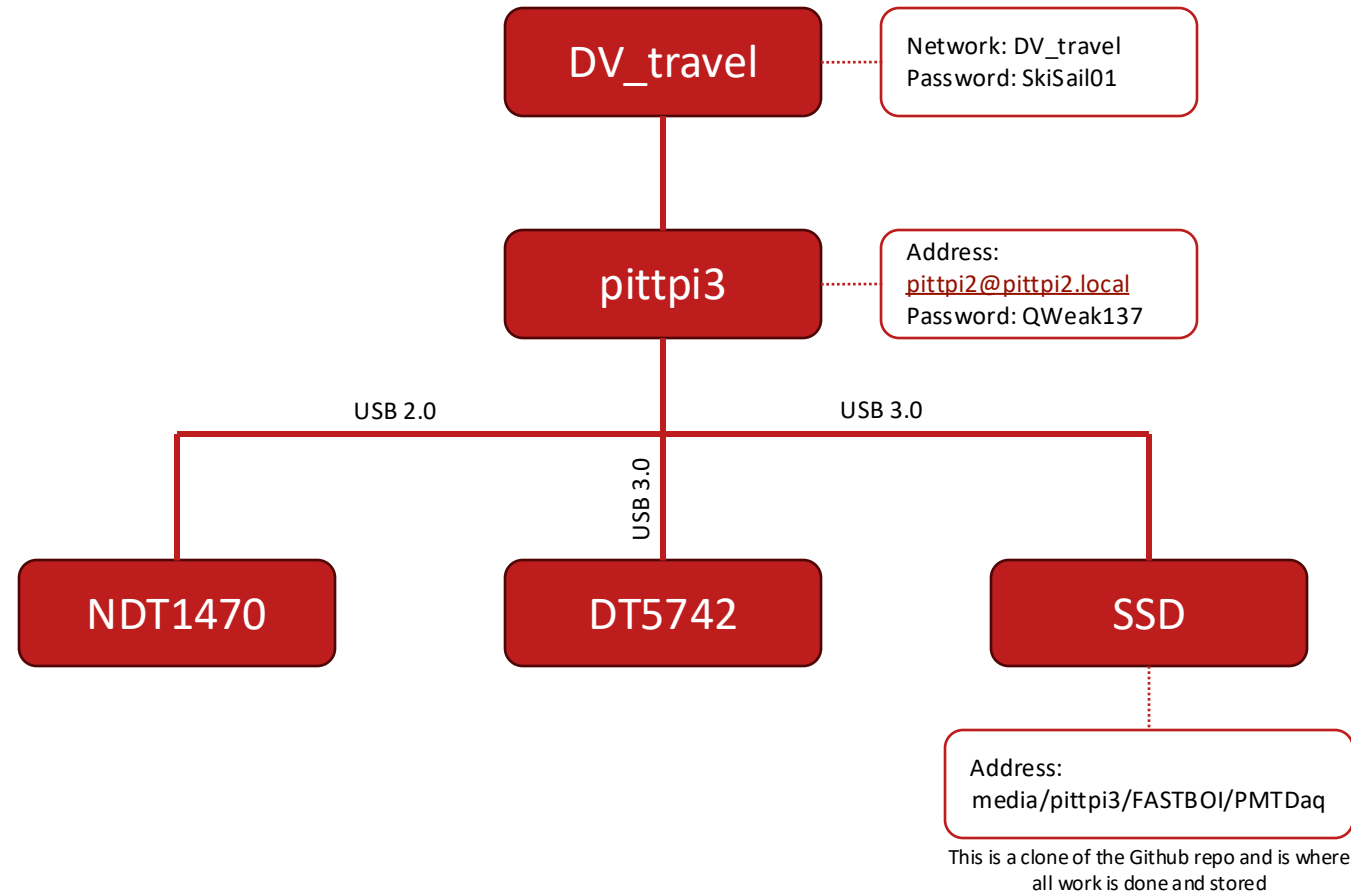 DV_travel
Network: DV_travel
Password: SkiSail01
pittpi3
Address:
pittpi2@pittpi2.local
Password: QWeak137
USB 2.0
USB 3.0
USB 3.0
NDT1470
DT5742
SSD
Address:
media/pittpi3/FASTBOI/PMTDaq
This is a clone of the Github repo and is where
all work is done and stored